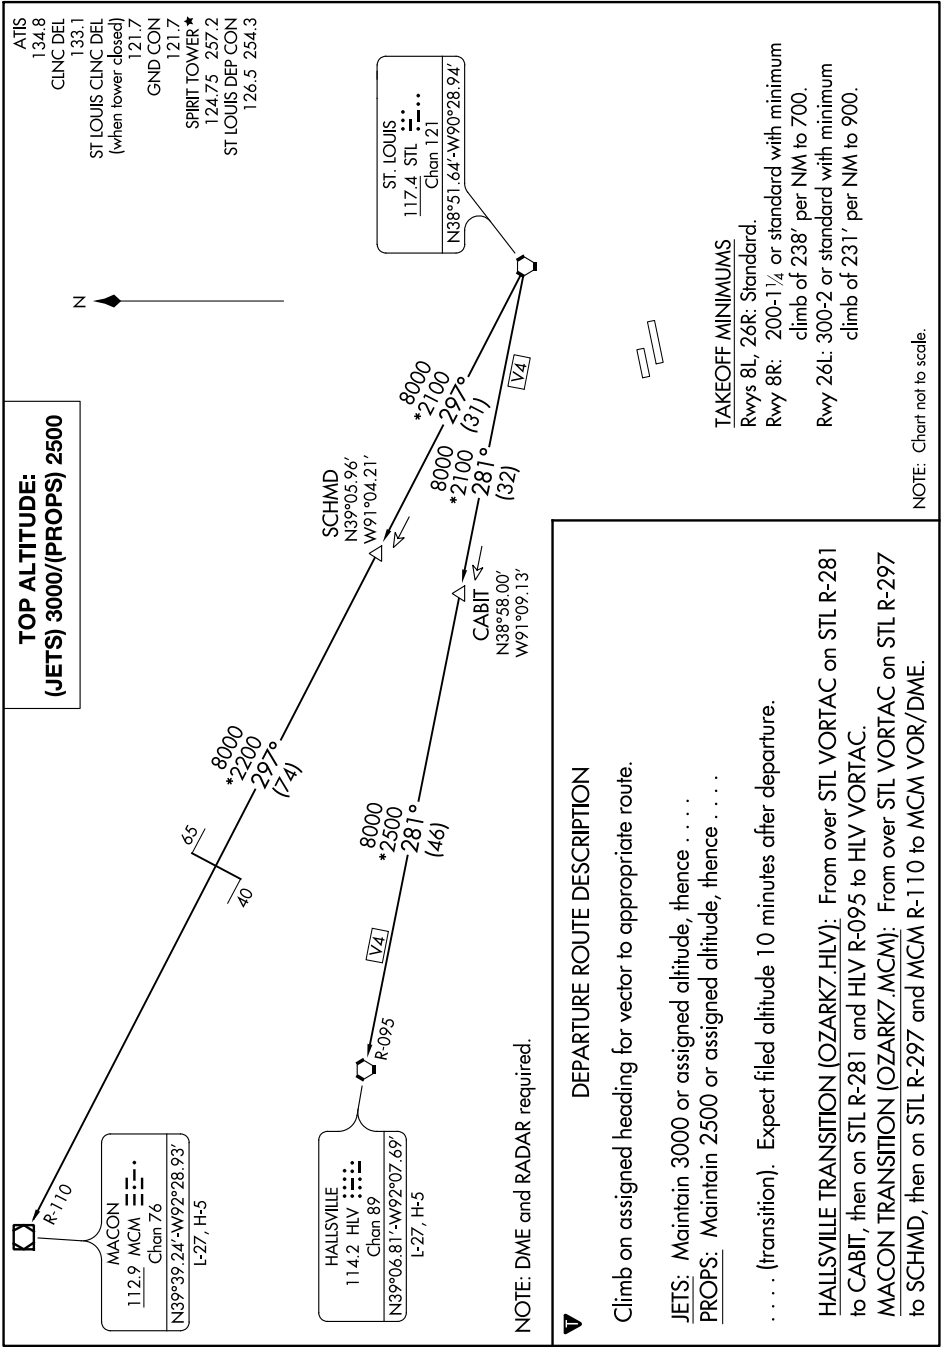 TOP ALTITUDE:
(JETS) 3000/(PROPS) 2500
ATIS
134.8
CLNC DEL
133.1
ST LOUIS CLNC DEL
(when tower closed)
121.7
GND CON
121.7
SPIRIT TOWER★
124.75 257.2
ST LOUIS DEP CON
126.5 254.3
N
MACON
112.9 MCM
Chan 76
N39°39.24'-W92°28.93'
L-27, H-5
R-110
65
40
8000
*2200
297°
(74)
SCHMD
N39°05.96'
W91°04.21'
8000
*2100
297°
(31)
ST. LOUIS
117.4 STL
Chan 121
N38°51.64'-W90°28.94'
HALLSVILLE
114.2 HLV
Chan 89
N39°06.81'-W92°07.69'
L-27, H-5
R-095
V4
8000
*2500
281°
(46)
CABIT
N38°58.00'
W91°09.13'
8000
*2100
281°
(32)
V4
NOTE: DME and RADAR required.
TAKEOFF MINIMUMS
Rwys 8L, 26R: Standard.
Rwy 8R: 200-1¼ or standard with minimum
climb of 238' per NM to 700.
Rwy 26L: 300-2 or standard with minimum
climb of 231' per NM to 900.
NOTE: Chart not to scale.
T
DEPARTURE ROUTE DESCRIPTION
Climb on assigned heading for vector to appropriate route.
JETS: Maintain 3000 or assigned altitude, thence . . . .
PROPS: Maintain 2500 or assigned altitude, thence . . . .
. . . . (transition). Expect filed altitude 10 minutes after departure.
HALLSVILLE TRANSITION (OZARK7.HLV): From over STL VORTAC on STL R-281
to CABIT, then on STL R-281 and HLV R-095 to HLV VORTAC.
MACON TRANSITION (OZARK7.MCM): From over STL VORTAC on STL R-297
to SCHMD, then on STL R-297 and MCM R-110 to MCM VOR/DME.